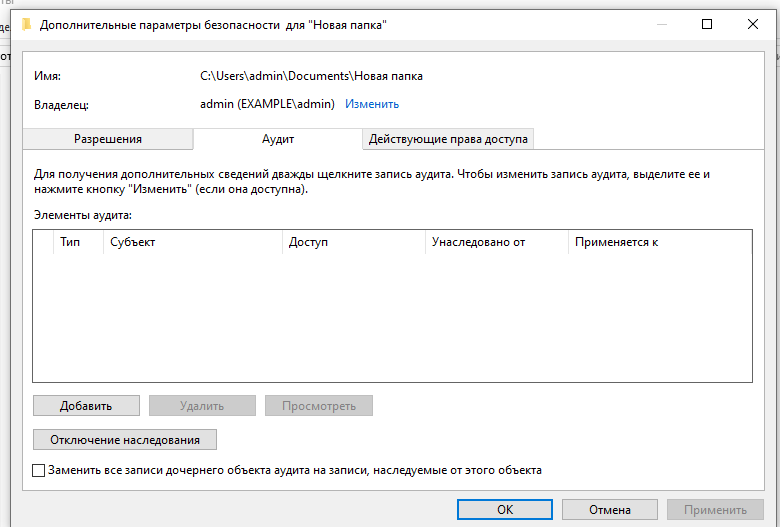 ты
Дополнительные параметры безопасности для "Новая папка"
де
от
Имя:
C:\Users\admin\Documents\Новая папка
Владелец:
admin (EXAMPLE\admin) Изменить
Разрешения
Аудит
Действующие права доступа
Для получения дополнительных сведений дважды щелкните запись аудита. Чтобы изменить запись аудита, выделите ее и
нажмите кнопку "Изменить" (если она доступна).
Элементы аудита:
Тип
Субъект
Доступ
Унаследовано от
Применяется к
Добавить
Удалить
Просмотреть
Отключение наследования
Заменить все записи дочернего объекта аудита на записи, наследуемые от этого объекта
ОК
Отмена
Применить